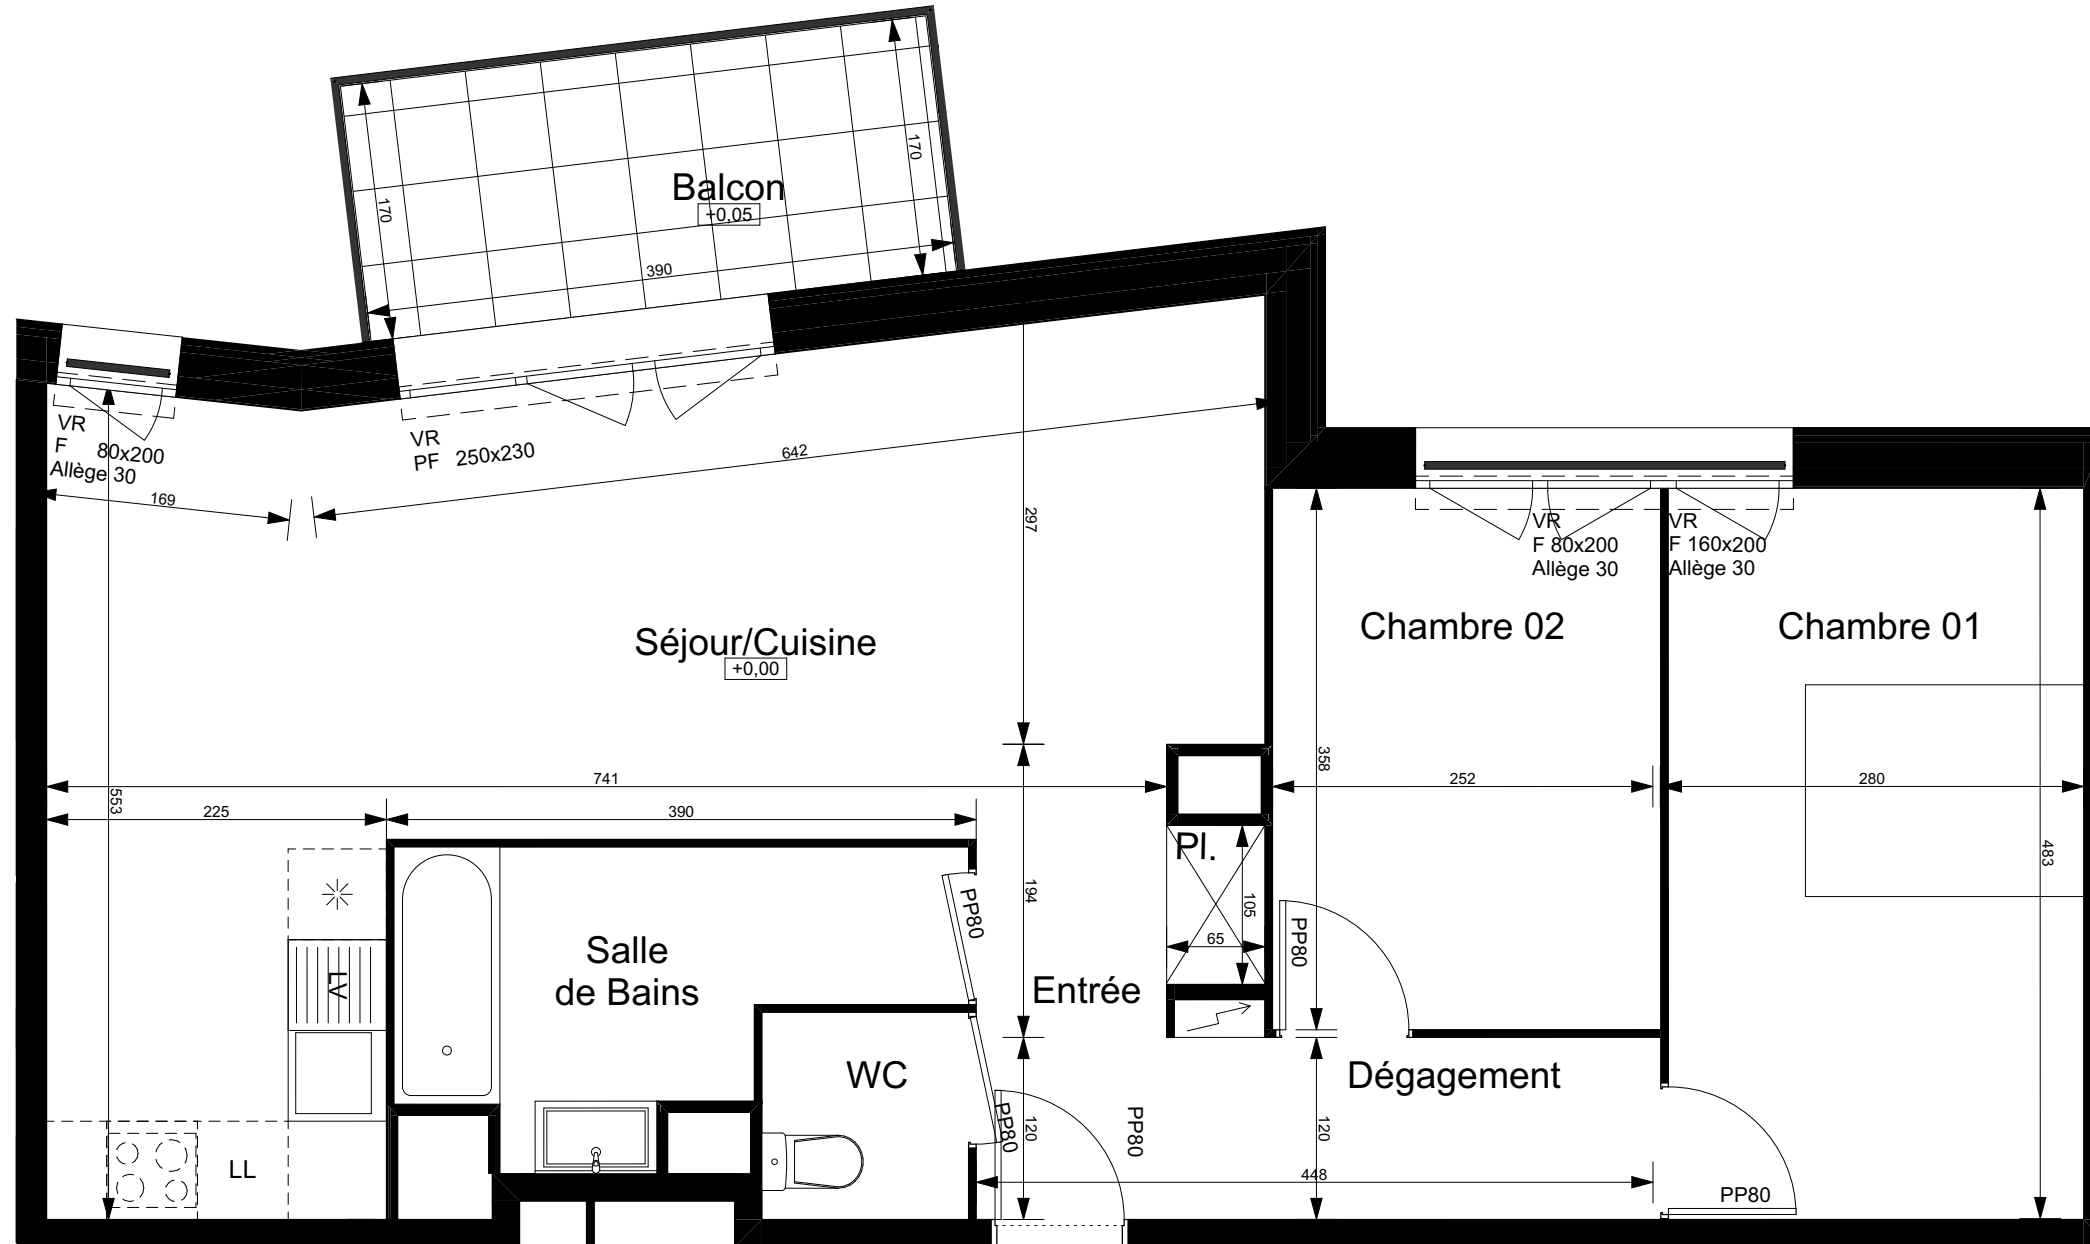 170
170
Balcon
+0,05
390
VR
F 80x200
Allège 30
VR
PF 250x230
642
169
297
VR
F 80x200
Allège 30
VR
F 160x200
Allège 30
Séjour/Cuisine
+0,00
Chambre 02
Chambre 01
741
553
358
252
280
225
390
Pl.
483
194
105
65
PP80
PP80
LV
Salle
de Bains
Entrée
WC
Dégagement
PP80
120
PP80
120
LL
448
PP80